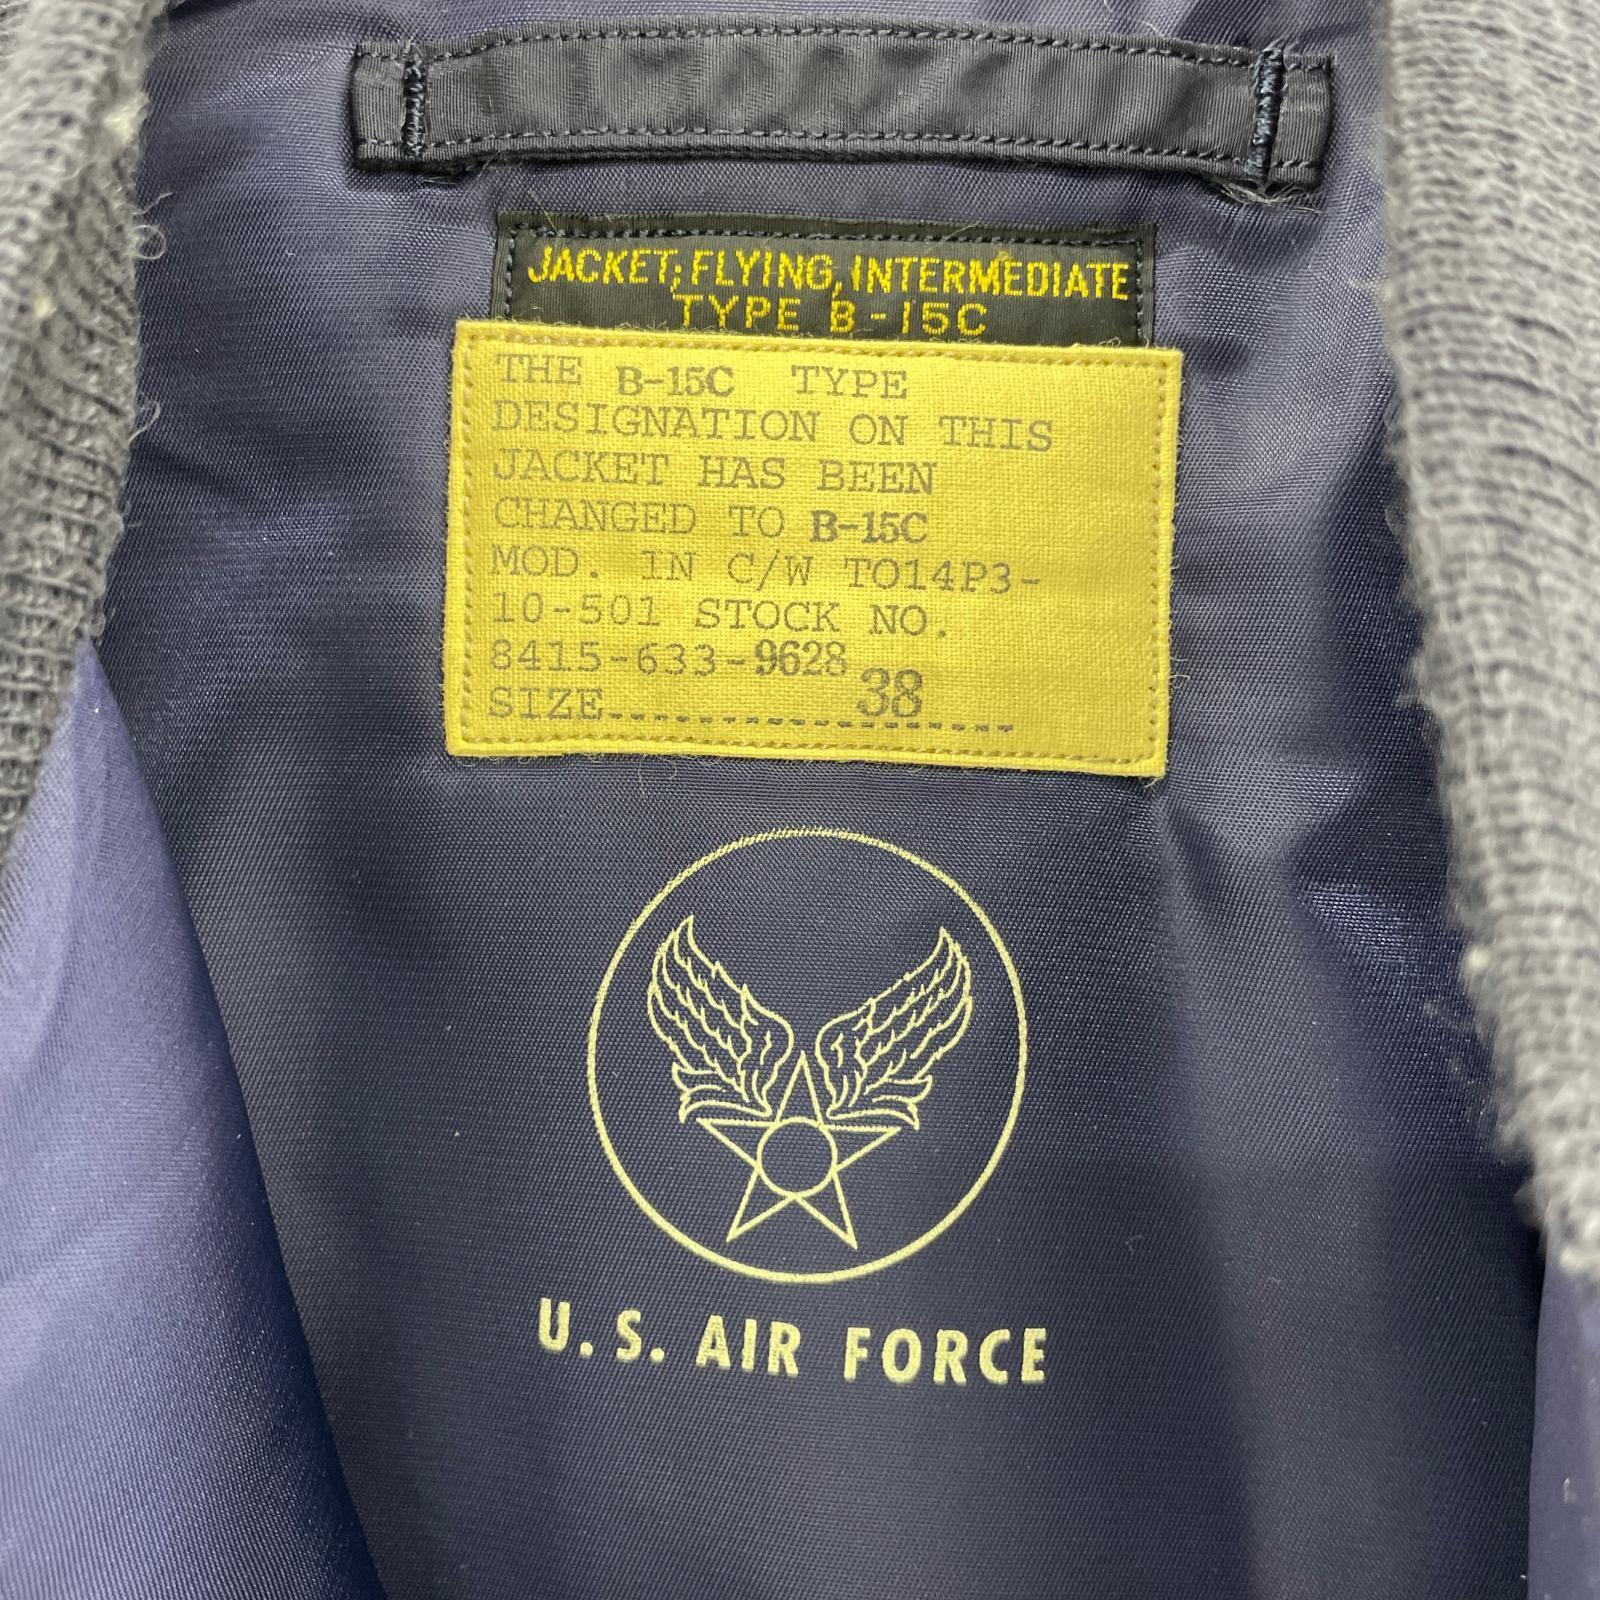 JACKET; FLYING, INTERMEDIATE
TYPE B-15C
THE B-15C TYPE
DESIGNATION ON THIS
JACKET HAS BEEN
CHANGED TO B-15C
MOD. 1N C/W TO14P3-
10-501 STOCK NO.
8415-633-9628
SIZE.................38
U.S. AIR FORCE